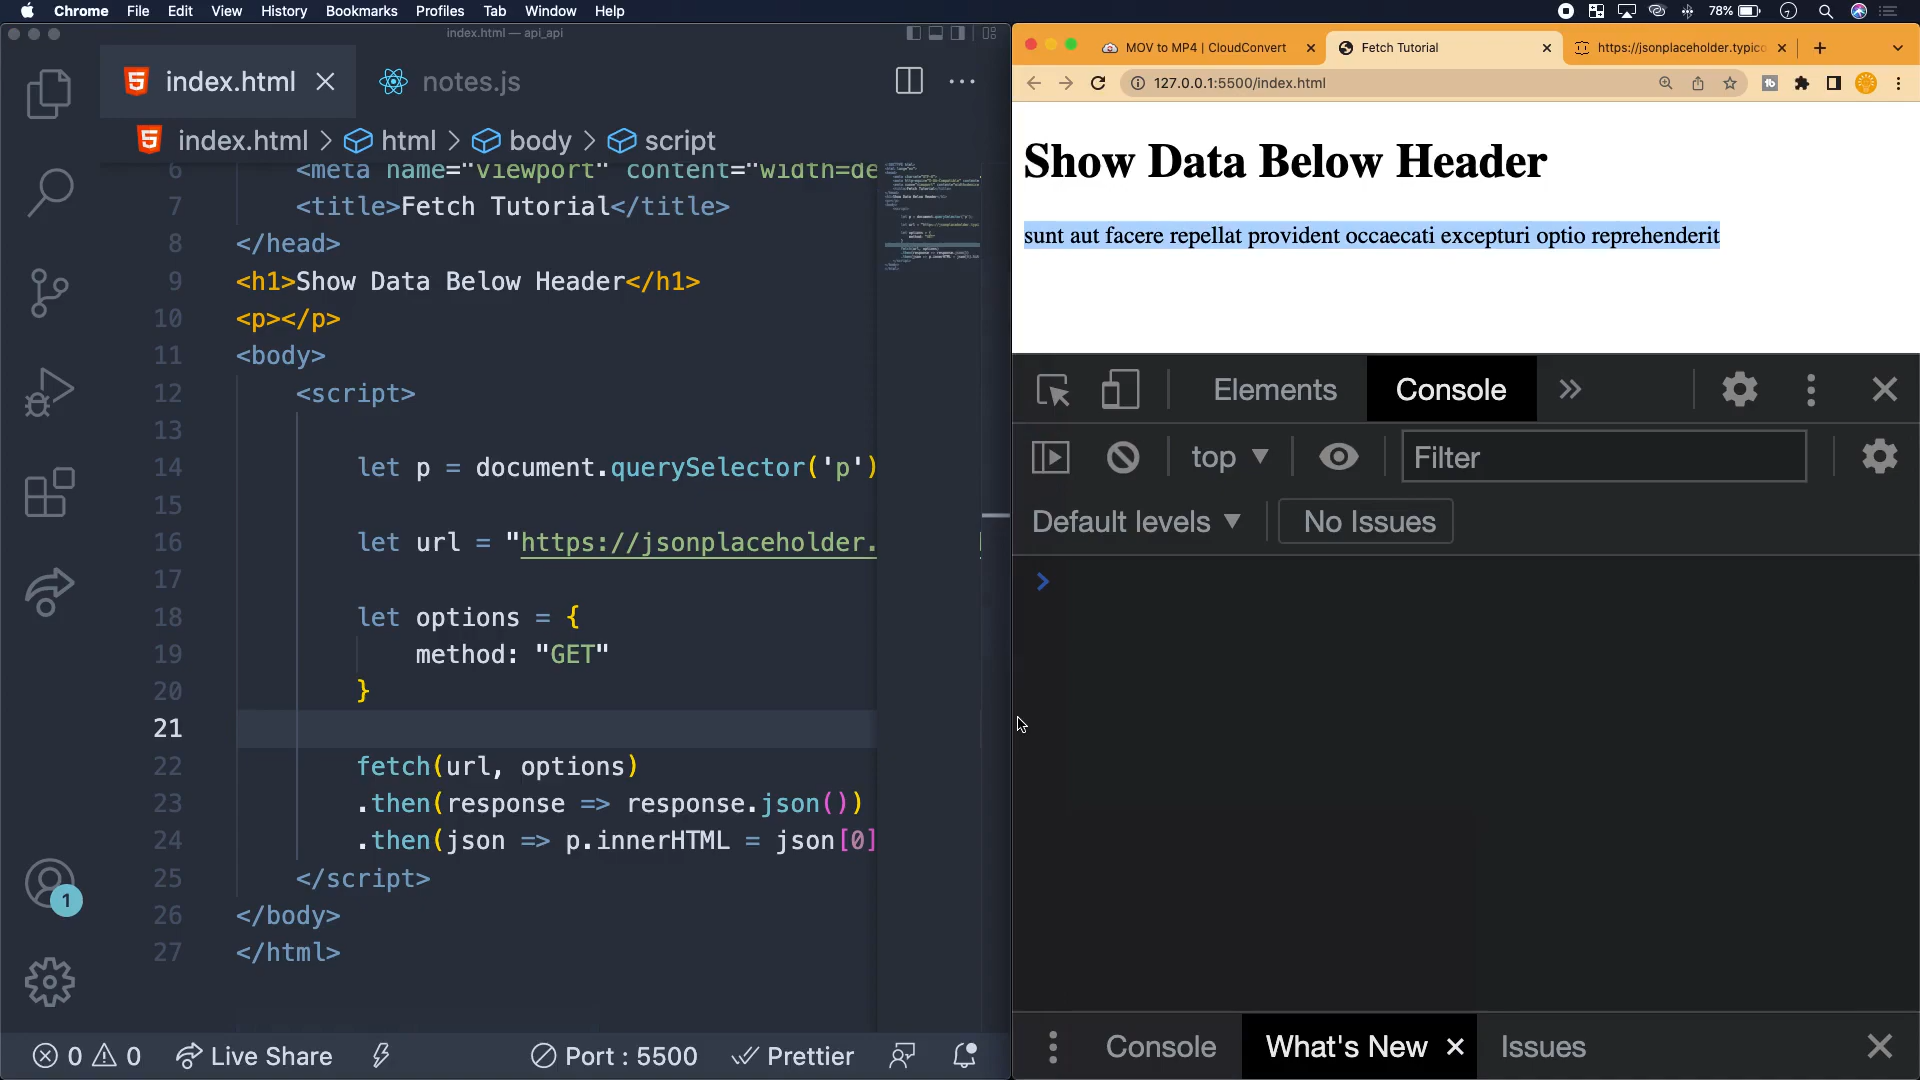 Chrome File Edit View History Bookmarks Profiles Tab Window Help 78%
index.html — api_api
index.html notes.js
index.html > html > body > script
6 <meta name="viewport" content="width=de
7 <title>Fetch Tutorial</title>
8 </head>
9 <h1>Show Data Below Header</h1>
10 <p></p>
11 <body>
12 <script>
13
14 let p = document.querySelector('p')
15
16 let url = "https://jsonplaceholder.
17
18 let options = {
19 method: "GET"
20 }
21
22 fetch(url, options)
23 .then(response => response.json())
24 .then(json => p.innerHTML = json[0]
25 </script>
26 </body>
27 </html>
1
0 0 Live Share Port : 5500 Prettier
MOV to MP4 | CloudConvert Fetch Tutorial https://jsonplaceholder.typico
127.0.0.1:5500/index.html
Show Data Below Header
sunt aut facere repellat provident occaecati excepturi optio reprehenderit
Elements Console
top Filter
Default levels No Issues
Console What's New Issues